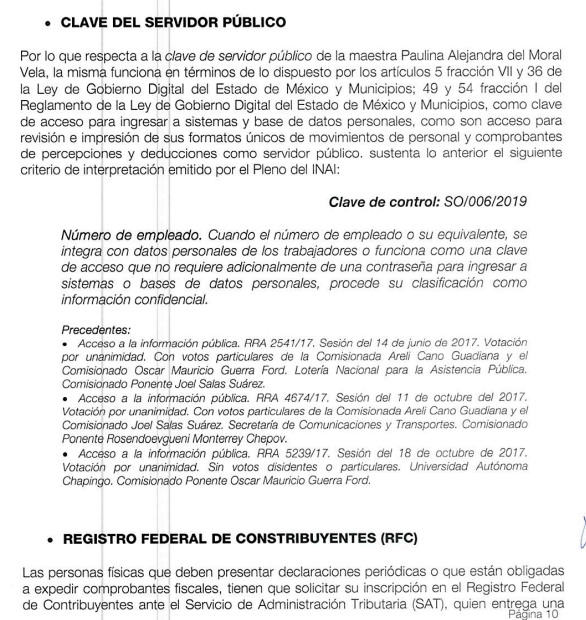 • CLAVE DEL SERVIDOR PÚBLICO
Por lo que respecta a la clave de servidor público de la maestra Paulina Alejandra del Moral
Vela, la misma funciona en términos de lo dispuesto por los artículos 5 fracción VII y 36 de
la Ley de Gobierno Digital del Estado de México y Municipios; 49 y 54 fracción I del
Reglamento de la Ley de Gobierno Digital del Estado de México y Municipios, como clave
de acceso para ingresar a sistemas y base de datos personales, como son acceso para
revisión e impresión de sus formatos únicos de movimientos de personal y comprobantes
de percepciones y deducciones como servidor público. sustenta lo anterior el siguiente
criterio de interpretación emitido por el Pleno del INAI:
Clave de control: SO/006/2019
Número de empleado. Cuando el número de empleado o su equivalente, se
integra con datos personales de los trabajadores o funciona como una clave
de acceso que no requiere adicionalmente de una contraseña para ingresar a
sistemas o bases de datos personales, procede su clasificación como
información confidencial.
Precedentes:
• Acceso a la información pública. RRA 2541/17. Sesión del 14 de junio de 2017. Votación
por unanimidad. Con votos particulares de la Comisionada Areli Cano Guadiana y el
Comisionado Oscar Mauricio Guerra Ford. Lotería Nacional para la Asistencia Pública.
Comisionado Ponente Joel Salas Suárez.
• Acceso a la información pública. RRA 4674/17. Sesión del 11 de octubre del 2017.
Votación por unanimidad. Con votos particulares de la Comisionada Areli Cano Guadiana y el
Comisionado Joel Salas Suárez. Secretaría de Comunicaciones y Transportes. Comisionado
Ponente Rosendoevgueni Monterrey Chepov.
• Acceso a la información pública. RRA 5239/17. Sesión del 18 de octubre de 2017.
Votación por unanimidad. Sin votos disidentes o particulares. Universidad Autónoma
Chapingo. Comisionado Ponente Oscar Mauricio Guerra Ford.
• REGISTRO FEDERAL DE CONSTRIBUYENTES (RFC)
Las personas físicas que deben presentar declaraciones periódicas o que están obligadas
a expedir comprobantes fiscales, tienen que solicitar su inscripción en el Registro Federal
de Contribuyentes ante el Servicio de Administración Tributaria (SAT), quien entrega una
Página 10